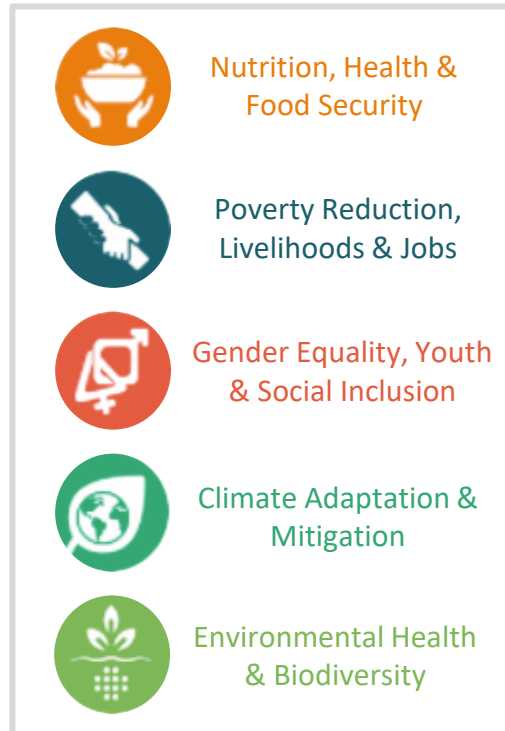 Nutrition, Health &
Food Security
Poverty Reduction,
Livelihoods & Jobs
Gender Equality, Youth
& Social Inclusion
Climate Adaptation &
Mitigation
Environmental Health
& Biodiversity